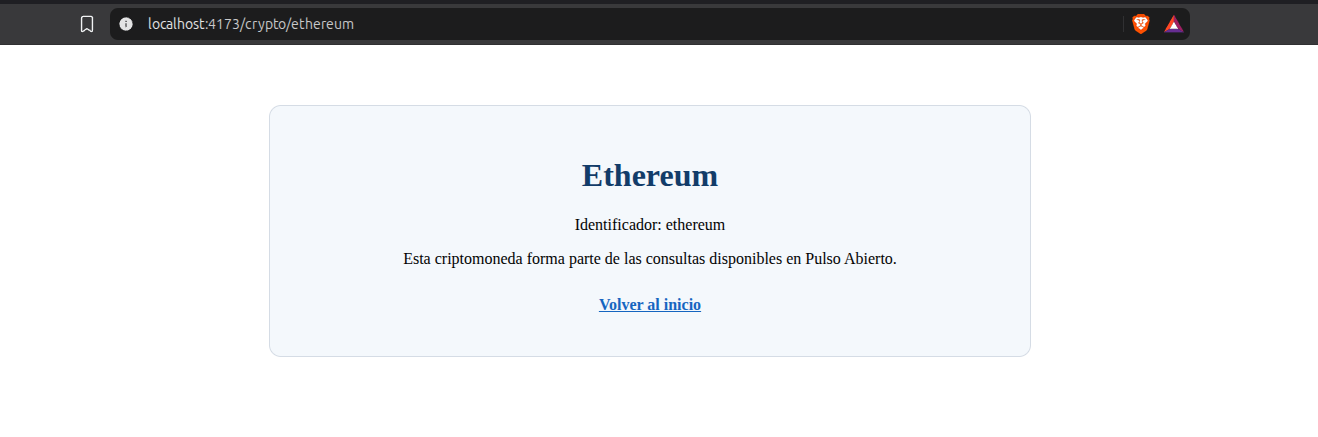 localhost:4173/crypto/ethereum
Ethereum
Identificador: ethereum
Esta criptomoneda forma parte de las consultas disponibles en Pulso Abierto.
Volver al inicio